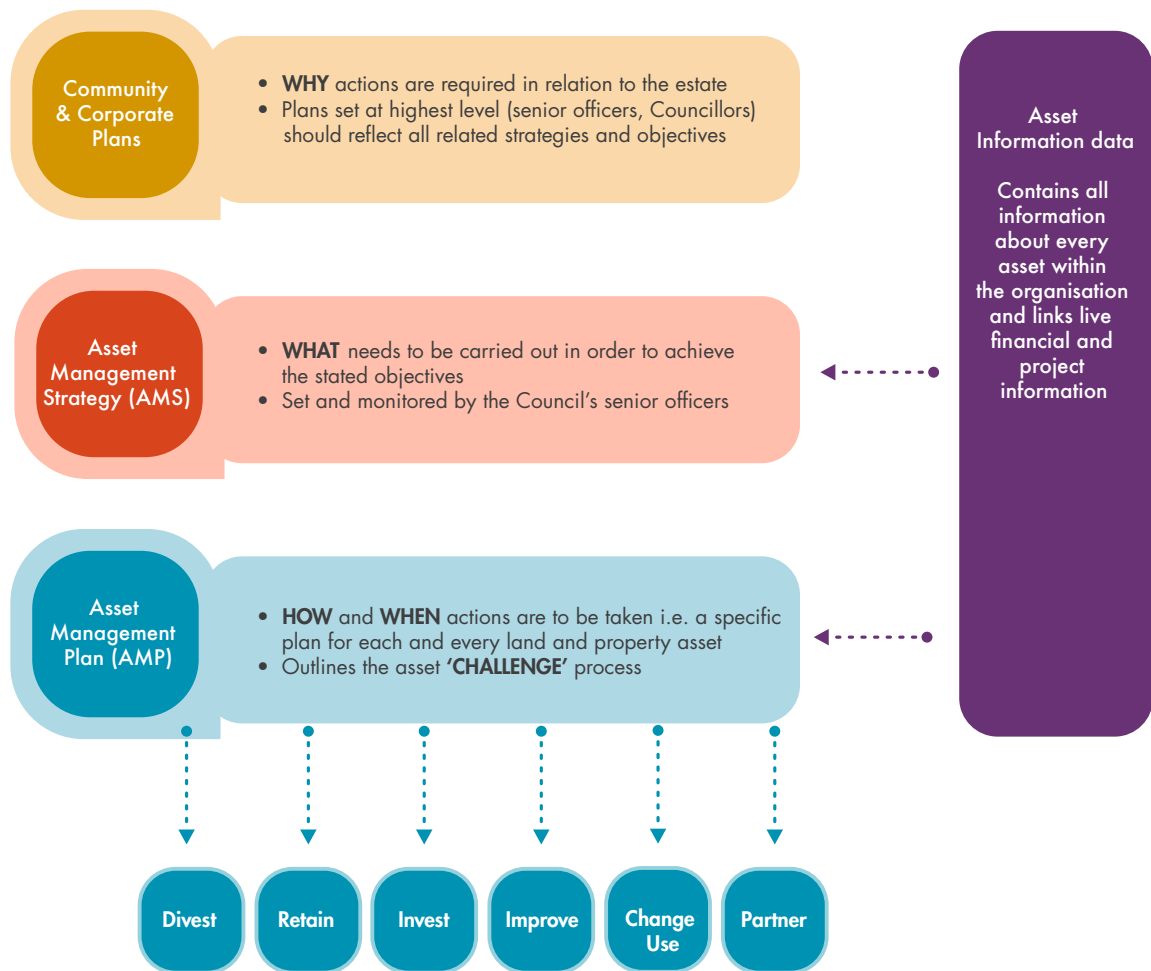 Community
& Corporate
Plans
• WHY actions are required in relation to the estate
• Plans set at highest level (senior officers, Councillors)
should reflect all related strategies and objectives
Asset
Management
Strategy (AMS)
• WHAT needs to be carried out in order to achieve
the stated objectives
• Set and monitored by the Council’s senior officers
Asset
Management
Plan (AMP)
• HOW and WHEN actions are to be taken i.e. a specific
plan for each and every land and property asset
• Outlines the asset ‘CHALLENGE’ process
Divest
Retain
Invest
Improve
Change
Use
Partner
Asset
Information data
Contains all
information
about every
asset within
the organisation
and links live
financial and
project
information